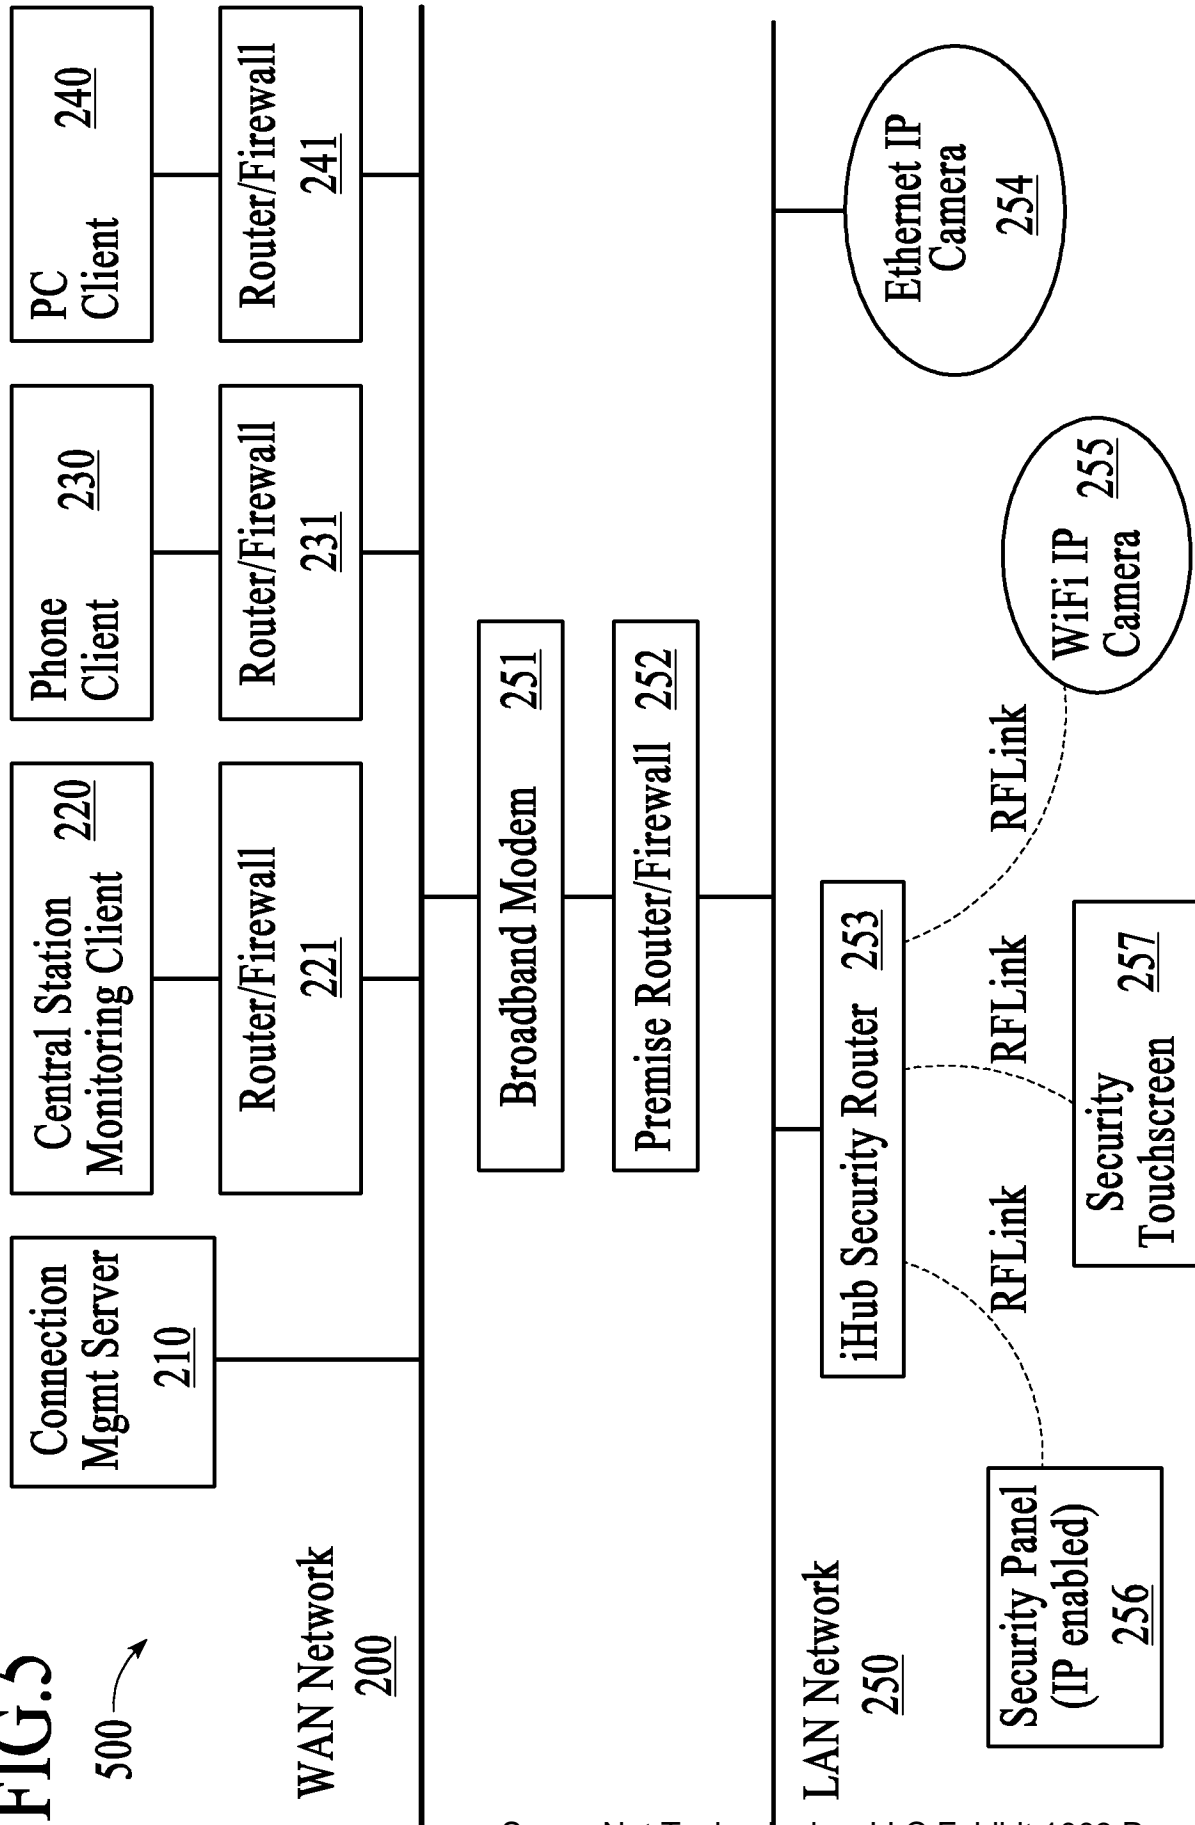 FIG.5
500
Connection
Mgmt Server
210
Central Station
Monitoring Client
220
Phone
Client
230
PC
Client
240
Router/Firewall
221
Router/Firewall
231
Router/Firewall
241
WAN Network
200
Broadband Modem 251
Premise Router/Firewall 252
LAN Network
250
iHub Security Router 253
Ethernet IP
Camera
254
RFLink
RFLink
RFLink
Security Panel
(IP enabled)
256
Security
Touchscreen
257
WiFi IP
Camera
255